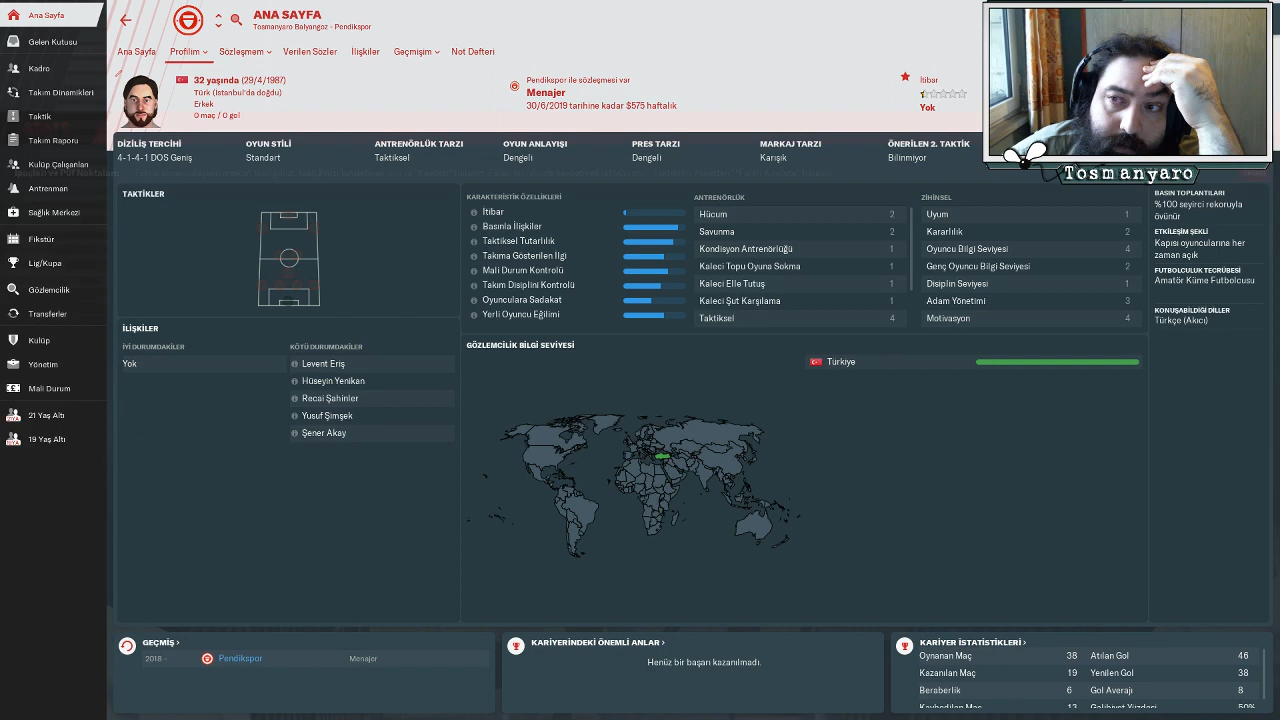 Ana Sayfa
Gelen Kutusu
Kadro
Takım Dinamikleri
Taktik
Takım Raporu
Kulüp Çalışanları
Antrenman
Sağlık Merkezi
Fikstür
Lig/Kupa
Gözlemcilik
Transferler
Kulüp
Yönetim
Mali Durum
21 Yaş Altı
19 Yaş Altı
ANA SAYFA
Tosmanyaro Balyangoz - Pendikspor
Ana Sayfa Profilim Sözleşmem Verilen Sözler İlişkiler Geçmişim Not Defteri
32 yaşında (29/4/1987)
Türk (İstanbul'da doğdu)
Erkek
0 maç / 0 gol
Pendikspor ile sözleşmesi var
Menajer
30/6/2019 tarihine kadar $575 haftalık
İtibar
Yok
Tosmanyaro
DİZİLİŞ TERCİHİ
4-1-4-1 DOS Geniş
OYUN STİLİ
Standart
ANTRENÖRLÜK TARZI
Taktiksel
OYUN ANLAYIŞI
Dengeli
PRES TARZI
Dengeli
MARKAJ TARZI
Karışık
ÖNERİLEN 2. TAKTİK
Bilinmiyor
TAKTİKLER
İLİŞKİLER
İYİ DURUMDAKİLER
Yok
KÖTÜ DURUMDAKİLER
Levent Eriş
Hüseyin Yenikan
Recai Şahinler
Yusuf Şimşek
Şener Akay
KARAKTERİSTİK ÖZELLİKLERİ
İtibar
Basınla İlişkiler
Taktiksel Tutarlılık
Takıma Gösterilen İlgi
Mali Durum Kontrolü
Takım Disiplini Kontrolü
Oyunculara Sadakat
Yerli Oyuncu Eğilimi
ANTRENÖRLÜK
Hücum 2
Savunma 2
Kondisyon Antrenörlüğü 1
Kaleci Topu Oyuna Sokma 1
Kaleci Elle Tutuş 1
Kaleci Şut Karşılama 1
Taktiksel 4
ZİHİNSEL
Uyum 1
Kararlılık 2
Oyuncu Bilgi Seviyesi 4
Genç Oyuncu Bilgi Seviyesi 2
Disiplin Seviyesi 1
Adam Yönetimi 3
Motivasyon 4
BASIN TOPLANTILARI
%100 seyirci rekoruyla
övünür
ETKİLEŞİM ŞEKLİ
Kapısı oyuncularına her
zaman açık
FUTBOLCULUK TECRÜBESİ
Amatör Küme Futbolcusu
KONUŞABİLDİĞİ DİLLER
Türkçe (Akıcı)
GÖZLEMCİLİK BİLGİ SEVİYESİ
Türkiye
GEÇMİŞ >
2018 - Pendikspor Menajer
KARİYERİNDEKİ ÖNEMLİ ANLAR >
Henüz bir başarı kazanılmadı.
KARİYER İSTATİSTİKLERİ >
Oynanan Maç 38 Atılan Gol 46
Kazanılan Maç 19 Yenilen Gol 38
Beraberlik 6 Gol Averajı 8
Kaybedilen Maç 13 Galibiyet Yüzdesi 50%